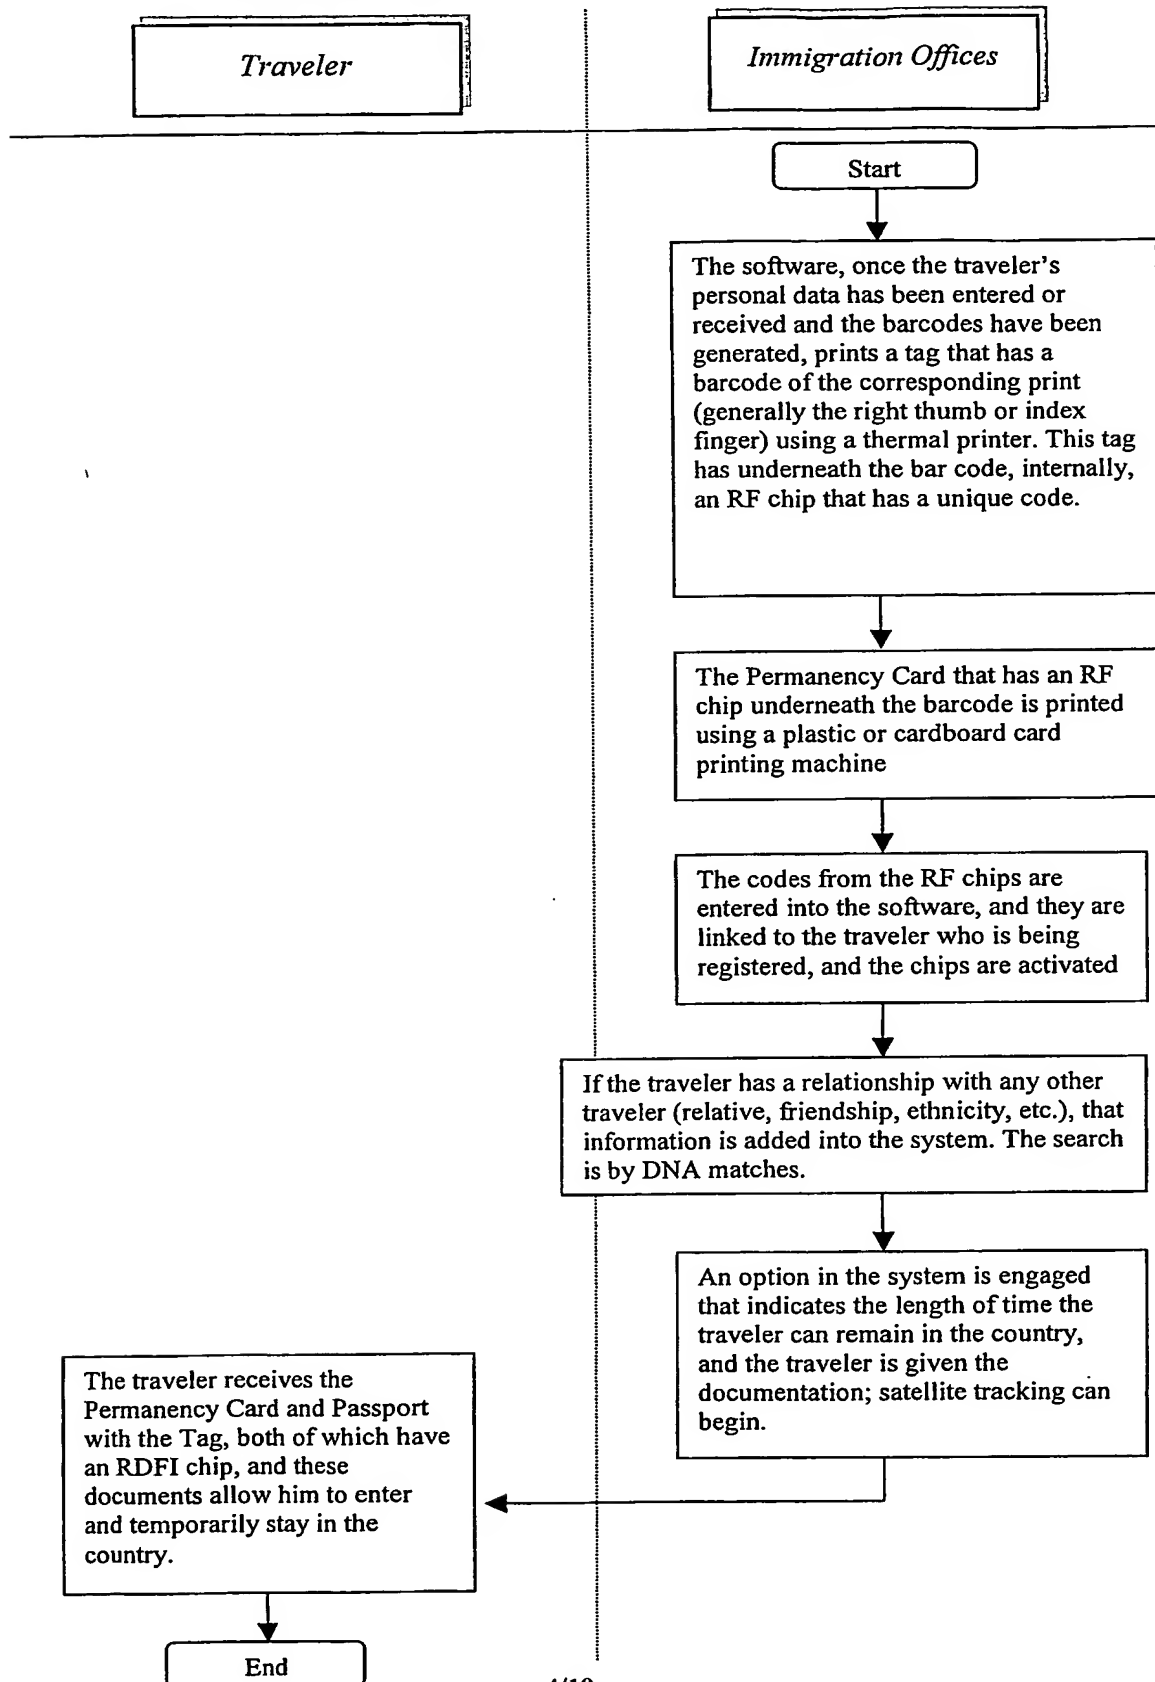 Traveler
Immigration Offices
Start
The software, once the traveler's
personal data has been entered or
received and the barcodes have been
generated, prints a tag that has a
barcode of the corresponding print
(generally the right thumb or index
finger) using a thermal printer. This tag
has underneath the bar code, internally,
an RF chip that has a unique code.
The Permanency Card that has an RF
chip underneath the barcode is printed
using a plastic or cardboard card
printing machine
The codes from the RF chips are
entered into the software, and they are
linked to the traveler who is being
registered, and the chips are activated
If the traveler has a relationship with any other
traveler (relative, friendship, ethnicity, etc.), that
information is added into the system. The search
is by DNA matches.
An option in the system is engaged
that indicates the length of time the
traveler can remain in the country,
and the traveler is given the
documentation; satellite tracking can
begin.
The traveler receives the
Permanency Card and Passport
with the Tag, both of which have
an RDFI chip, and these
documents allow him to enter
and temporarily stay in the
country.
End